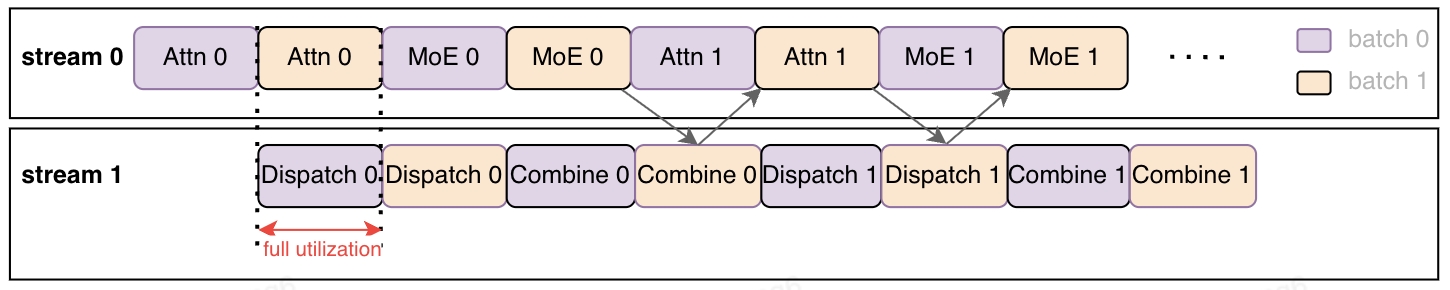 stream 0 Attn 0 Attn 0 MoE 0 MoE 0 Attn 1 Attn 1 MoE 1 MoE 1 ····
batch 0
batch 1
stream 1 Dispatch 0 Dispatch 0 Combine 0 Combine 0 Dispatch 1 Dispatch 1 Combine 1 Combine 1
full utilization